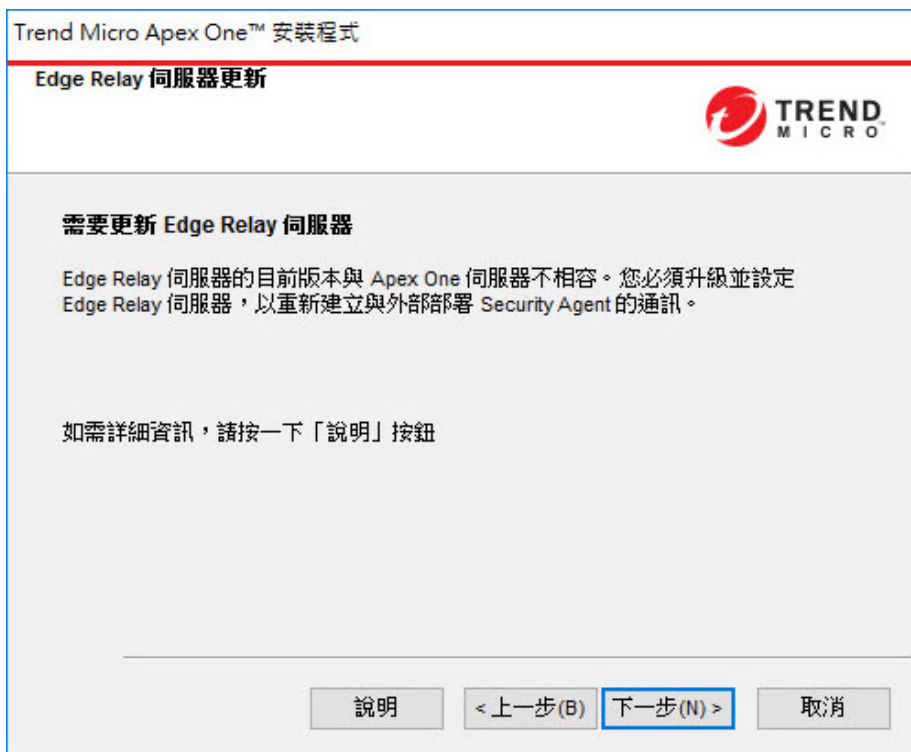 Trend Micro Apex One™ 安裝程式
Edge Relay 伺服器更新
TREND
MICRO
需要更新 Edge Relay 伺服器
Edge Relay 伺服器的目前版本與 Apex One 伺服器不相容。您必須升級並設定
Edge Relay 伺服器，以重新建立與外部部署 Security Agent 的通訊。
如需詳細資訊，請按一下「說明」按鈕
說明
< 上一步(B)
下一步(N) >
取消